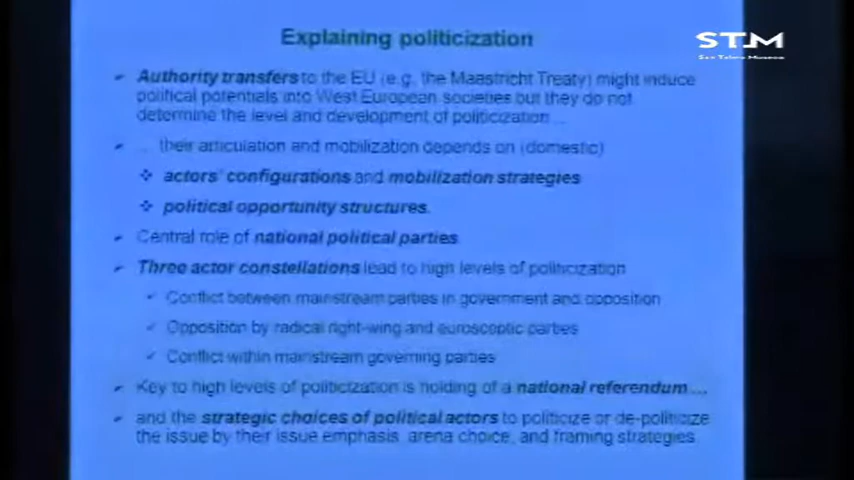 Explaining politicization
STM
San Telmo Museoa
Authority transfers to the EU (e.g. the Maastricht Treaty) might induce
political potentials into West European societies but they do not
determine the level and development of politicization ...
... their articulation and mobilization depends on (domestic)
actors' configurations and mobilization strategies
political opportunity structures.
Central role of national political parties
Three actor constellations lead to high levels of politicization
Conflict between mainstream parties in government and opposition
Opposition by radical right-wing and eurosceptic parties
Conflict within mainstream governing parties
Key to high levels of politicization is holding of a national referendum ...
and the strategic choices of political actors to politicize or de-politicize
the issue by their issue emphasis, arena choice, and framing strategies.